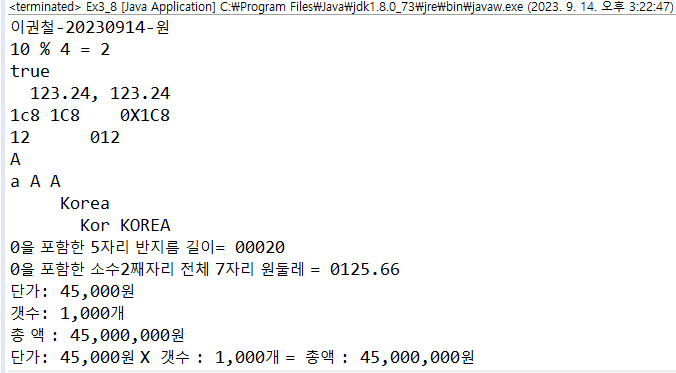 <terminated> Ex3_8 [Java Application] C:₩Program Files₩Java₩jdk1.8.0_73₩jre₩bin₩javaw.exe (2023. 9. 14. 오후 3:22:47)
이권철-20230914-원
10 % 4 = 2
true
  123.24, 123.24
1c8 1C8    0X1C8
12      012
A
a A A
     Korea
       Kor KOREA
0을 포함한 5자리 반지름 길이= 00020
0을 포함한 소수2째자리 전체 7자리 원둘레 = 0125.66
단가: 45,000원
갯수: 1,000개
총 액 : 45,000,000원
단가: 45,000원 X 갯수 : 1,000개 = 총액 : 45,000,000원